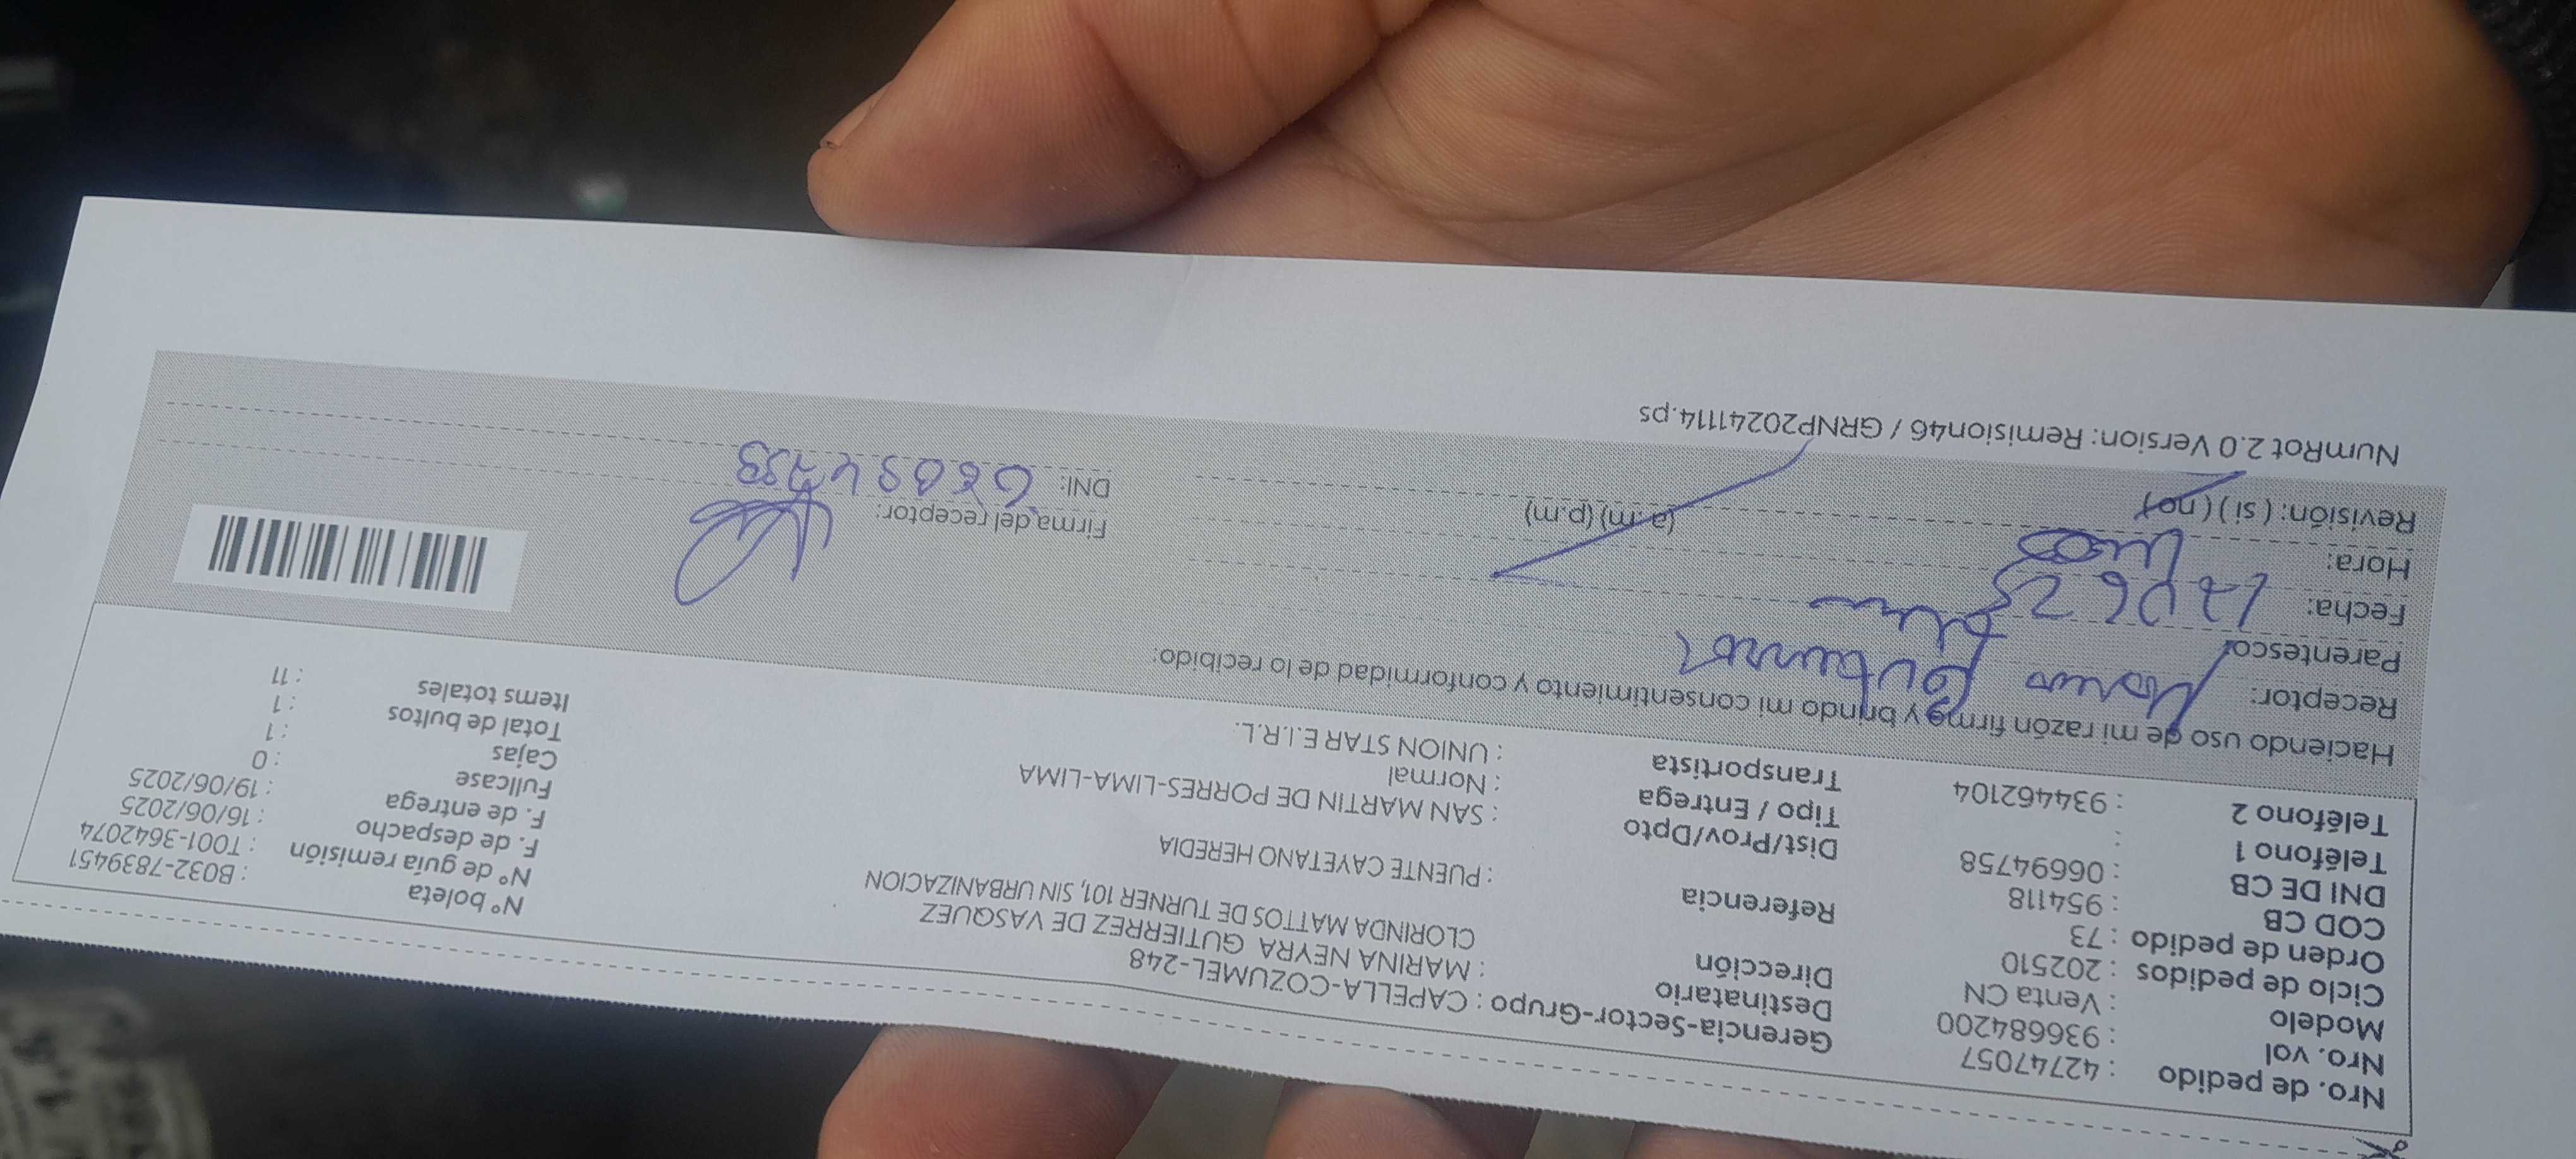 Nro. de pedido : 42747057
Nro. vol : 936684200
Modelo : Venta CN
Ciclo de pedidos : 202510
Orden de pedido : 73
COD CB : 954118
DNI DE CB : 06694758
Teléfono 1 :
Teléfono 2 : 934462104
Gerencia-Sector-Grupo : CAPELLA-COZUMEL-248
Destinatario : MARINA NEYRA GUTIERREZ DE VASQUEZ
Dirección CLORINDA MATTOS DE TURNER 101, SIN URBANIZACION
Referencia : PUENTE CAYETANO HEREDIA
Dist/Prov/Dpto : SAN MARTIN DE PORRES-LIMA-LIMA
Tipo / Entrega : Normal
Transportista : UNION STAR E.I.R.L.
Nº boleta : B032-7839451
Nº de guía remisión : T001-3642074
F. de despacho : 16/06/2025
F. de entrega : 19/06/2025
Fullcase : 0
Cajas : 1
Total de bultos : 1
Items totales : 11
Haciendo uso de mi razón firmo y brindo mi consentimiento y conformidad de lo recibido:
Receptor:
Parentesco:
Fecha:
Hora: (a.m) (p.m)
Revisión: ( si ) ( no )
Firma del receptor:
DNI:
NumRot 2.0 Version: Remision46 / GRNP20241114.ps